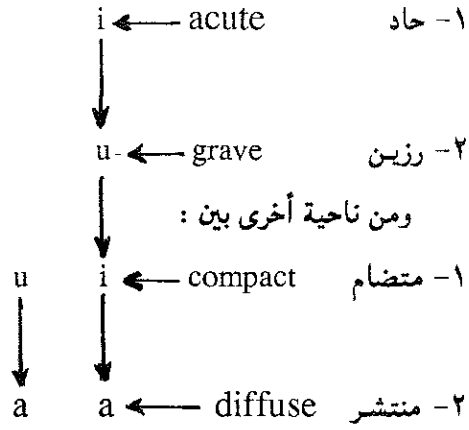 ١- حاد acute i
٢- رزين grave u
ومن ناحية أخرى بين :
١- متضام compact i u
٢- منتشر diffuse a a